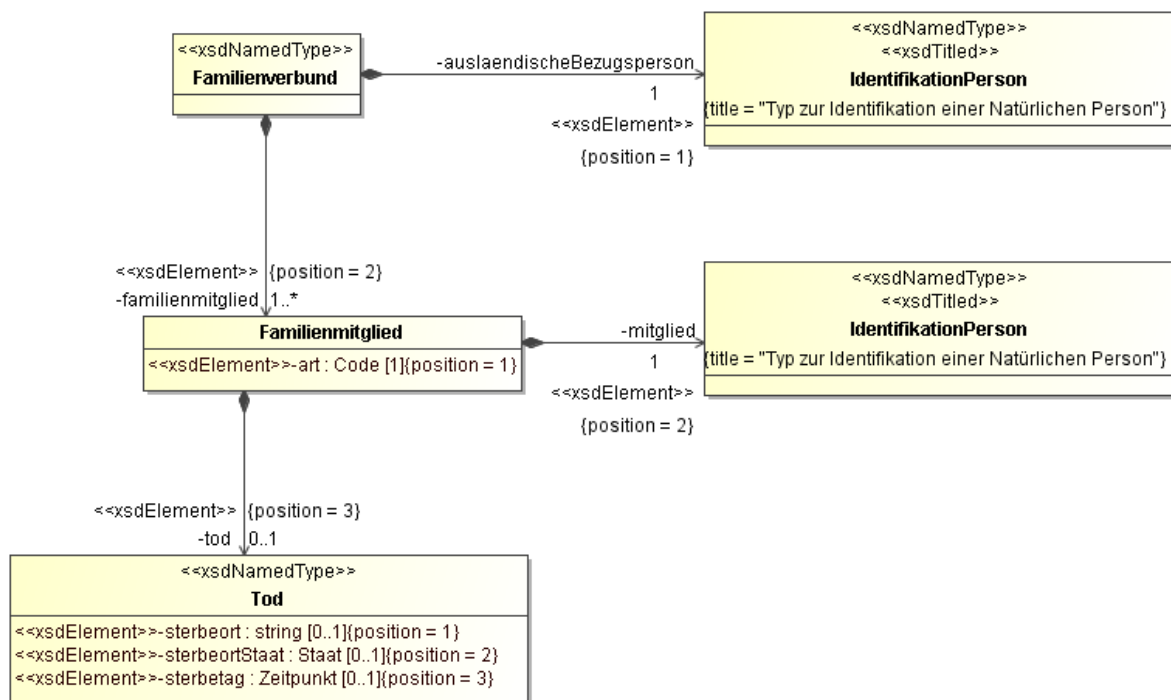 <<xsdNamedType>>
Familienverbund
-auslaendischeBezugsperson
1
<<xsdElement>>
{position = 1}
<<xsdNamedType>>
<<xsdTitled>>
IdentifikationPerson
{title = "Typ zur Identifikation einer Natürlichen Person"}
<<xsdElement>> {position = 2}
-familienmitglied 1..*
Familienmitglied
<<xsdElement>>-art : Code [1]{position = 1}
-mitglied
1
<<xsdElement>>
{position = 2}
<<xsdNamedType>>
<<xsdTitled>>
IdentifikationPerson
{title = "Typ zur Identifikation einer Natürlichen Person"}
<<xsdElement>> {position = 3}
-tod 0..1
<<xsdNamedType>>
Tod
<<xsdElement>>-sterbeort : string [0..1]{position = 1}
<<xsdElement>>-sterbeortStaat : Staat [0..1]{position = 2}
<<xsdElement>>-sterbetag : Zeitpunkt [0..1]{position = 3}